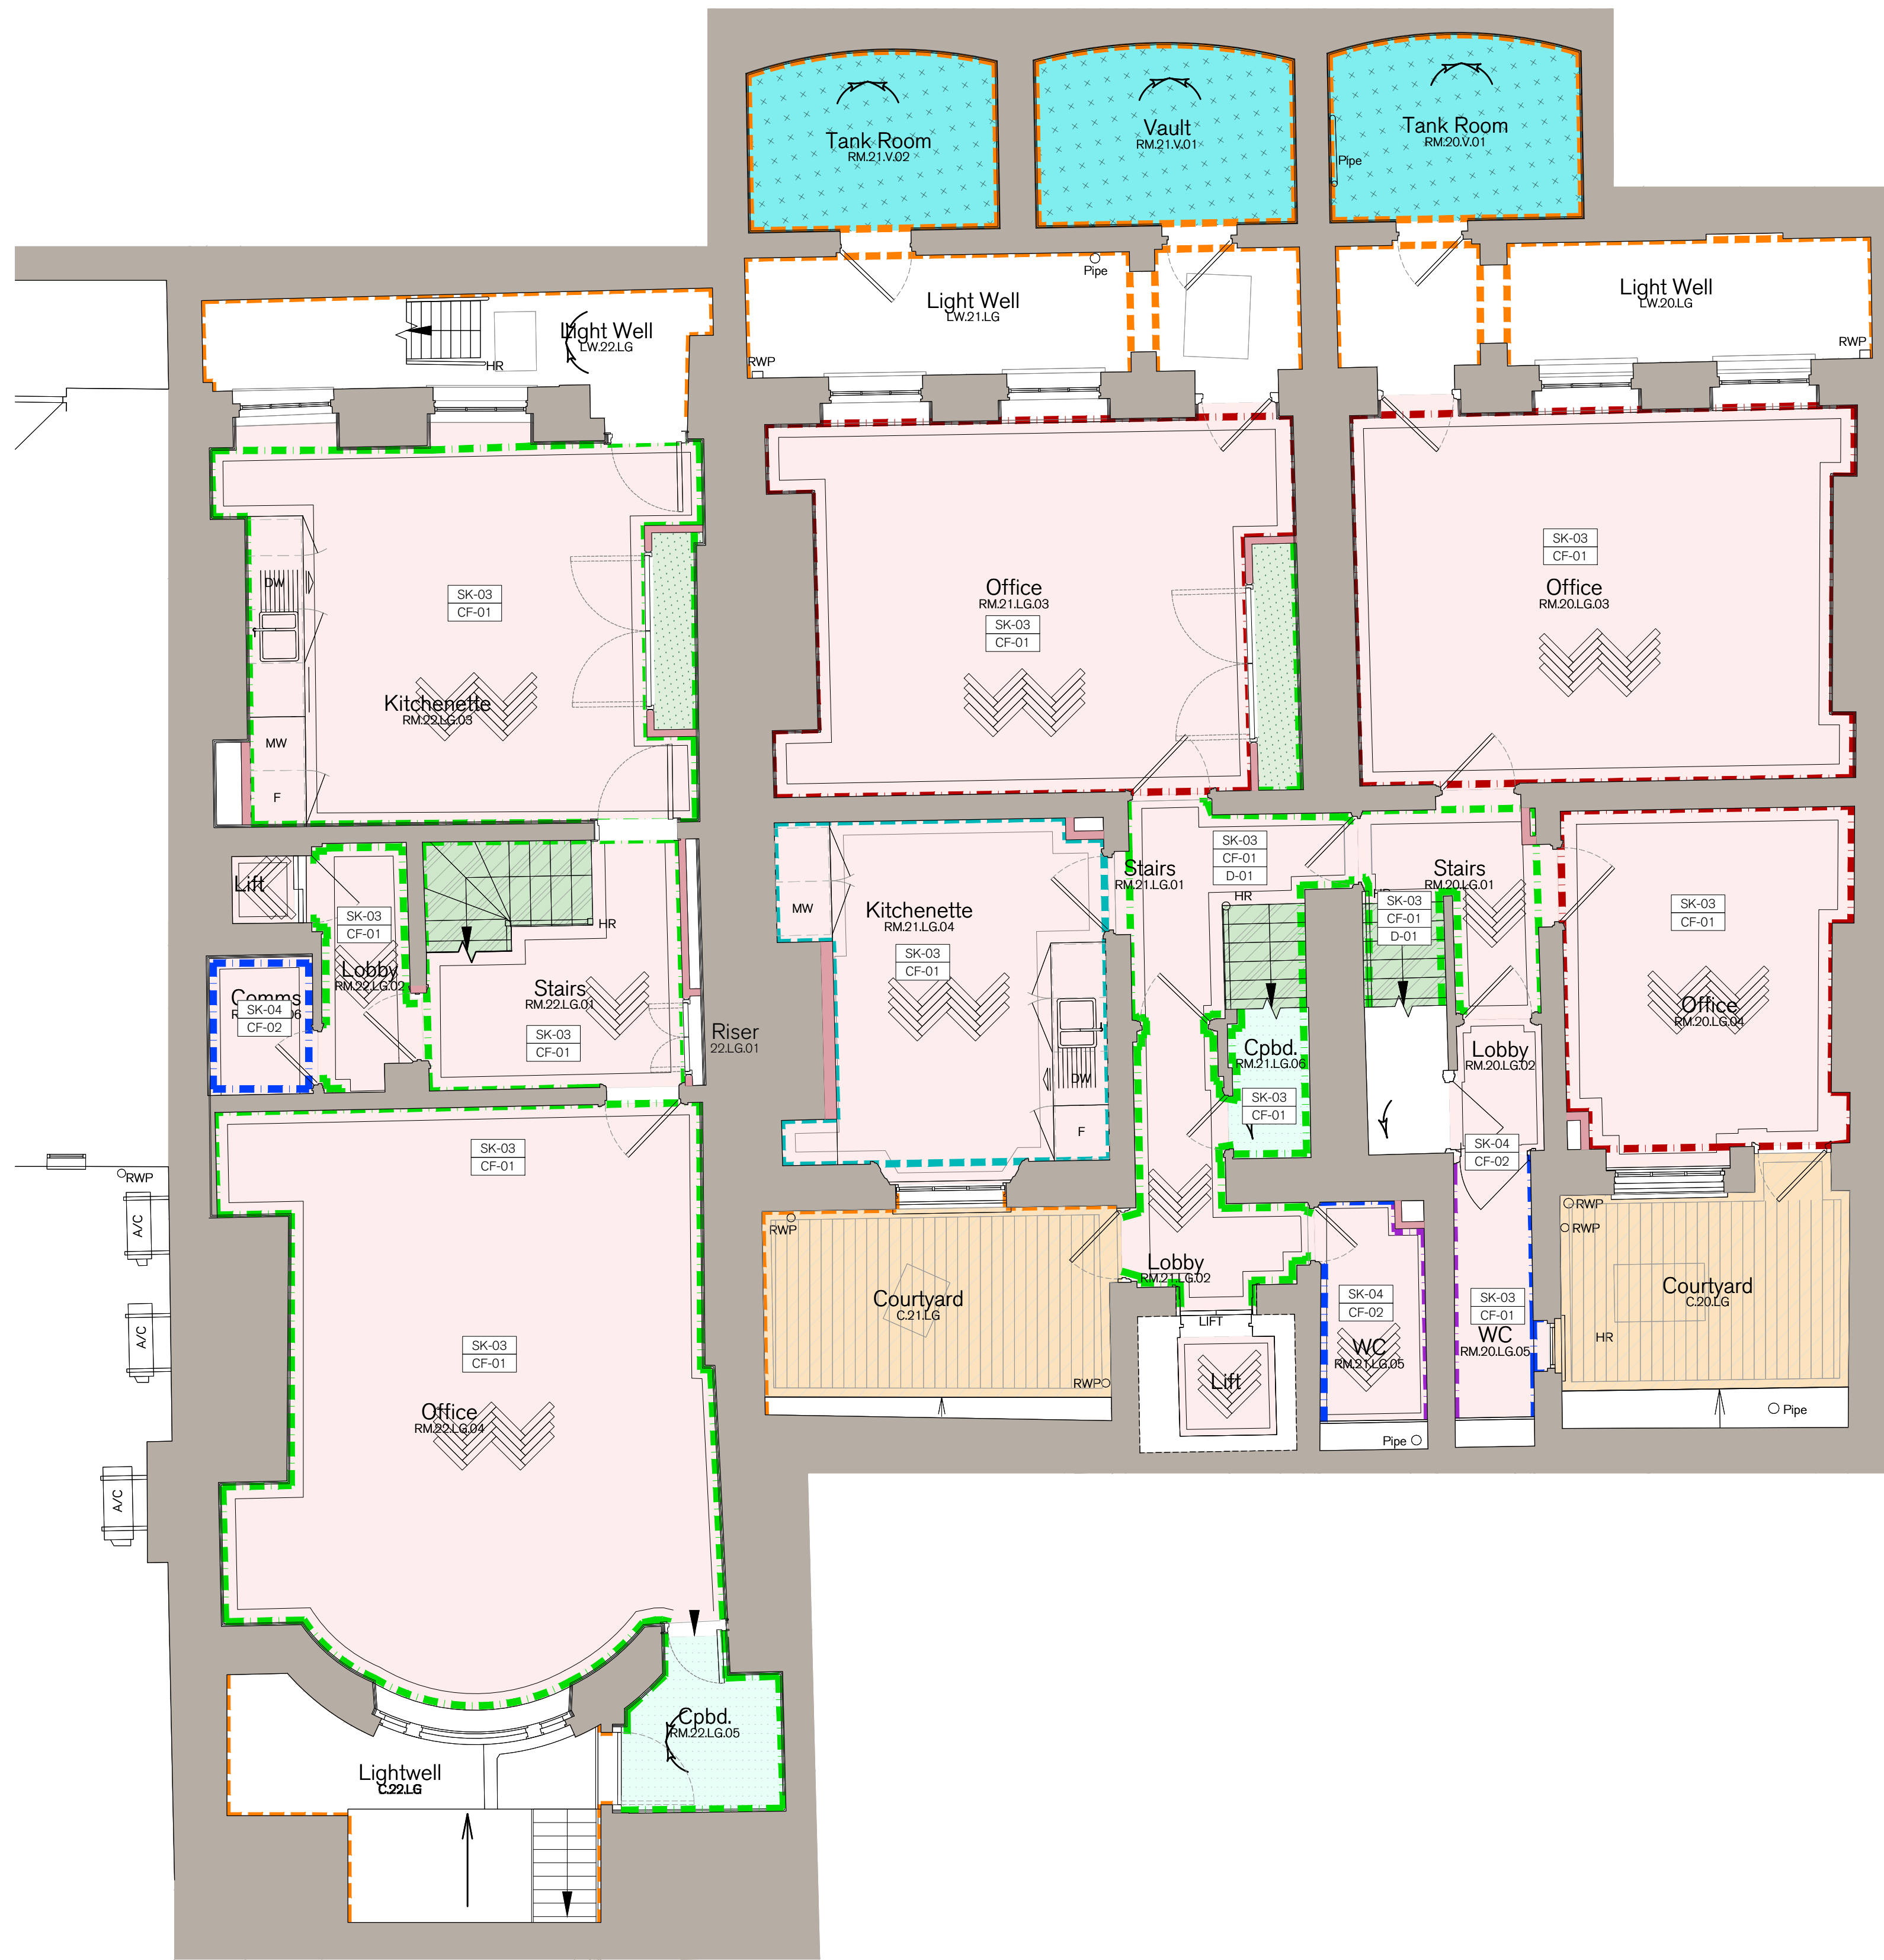 Tank Room
RM.21.V.02
Vault
RM.21.V.01
Tank Room
RM.20.V.01
Pipe
Light Well
LW.22.LG
HR
Light Well
LW.21.LG
Pipe
RWP
Light Well
LW.20.LG
RWP
SK-03
CF-01
DW
Kitchenette
RM.22.LG.03
MW
F
Office
RM.21.LG.03
SK-03
CF-01
SK-03
CF-01
Office
RM.20.LG.03
Lift
SK-03
CF-01
Lobby
RM.22.LG.02
Comms
SK-04
CF-02
HR
Stairs
RM.22.LG.01
SK-03
CF-01
Riser
22.LG.01
MW
Kitchenette
RM.21.LG.04
SK-03
CF-01
DW
F
Stairs
RM.21.LG.01
SK-03
CF-01
D-01
HR
Cpbd.
RM.21.LG.06
SK-03
CF-01
Stairs
RM.20.LG.01
SK-03
CF-01
D-01
Lobby
RM.20.LG.02
SK-04
CF-02
SK-03
CF-01
Office
RM.20.LG.04
RWP
A/C
A/C
A/C
SK-03
CF-01
SK-03
CF-01
Office
RM.22.LG.04
RWP
Courtyard
C.21.LG
RWP
Lobby
RM.21.LG.02
LIFT
Lift
SK-04
CF-02
WC
RM.21.LG.05
Pipe
SK-03
CF-01
WC
RM.20.LG.05
RWP
RWP
Courtyard
C.20.LG
HR
Pipe
Cpbd.
RM.22.LG.05
Lightwell
C.22.LG